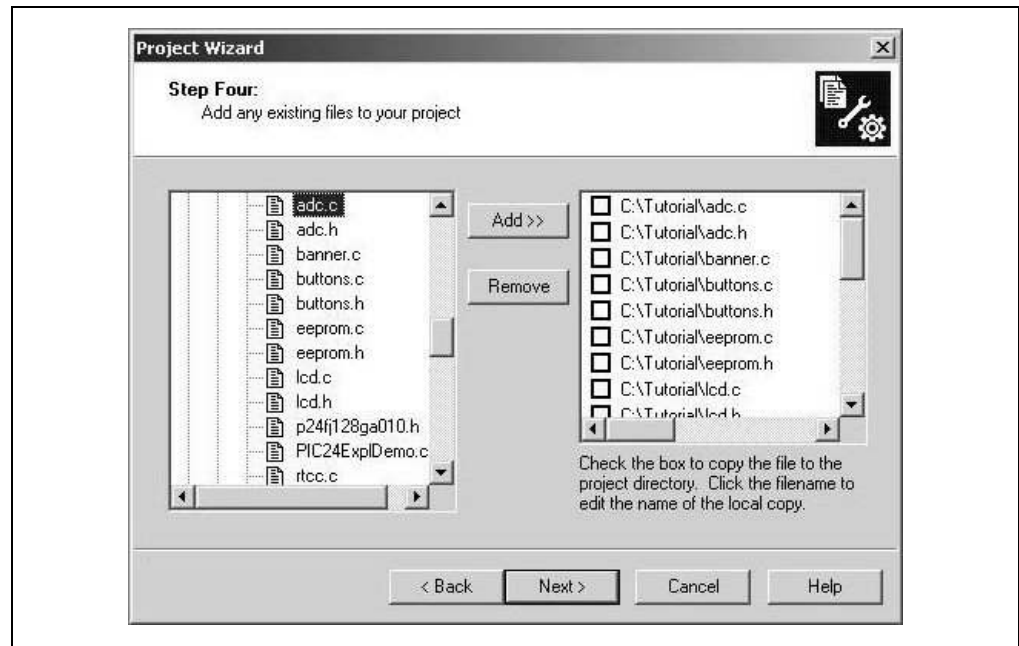 Project Wizard
Step Four:
Add any existing files to your project
adc.c
adc.h
banner.c
buttons.c
buttons.h
eeprom.c
eeprom.h
lcd.c
lcd.h
p24fj128ga010.h
PIC24ExplDemo.c
rtcc.c
Add >>
Remove
C:\Tutorial\adc.c
C:\Tutorial\adc.h
C:\Tutorial\banner.c
C:\Tutorial\buttons.c
C:\Tutorial\buttons.h
C:\Tutorial\eeprom.c
C:\Tutorial\eeprom.h
C:\Tutorial\lcd.c
C:\Tutorial\lcd.h
Check the box to copy the file to the
project directory. Click the filename to
edit the name of the local copy.
< Back
Next >
Cancel
Help